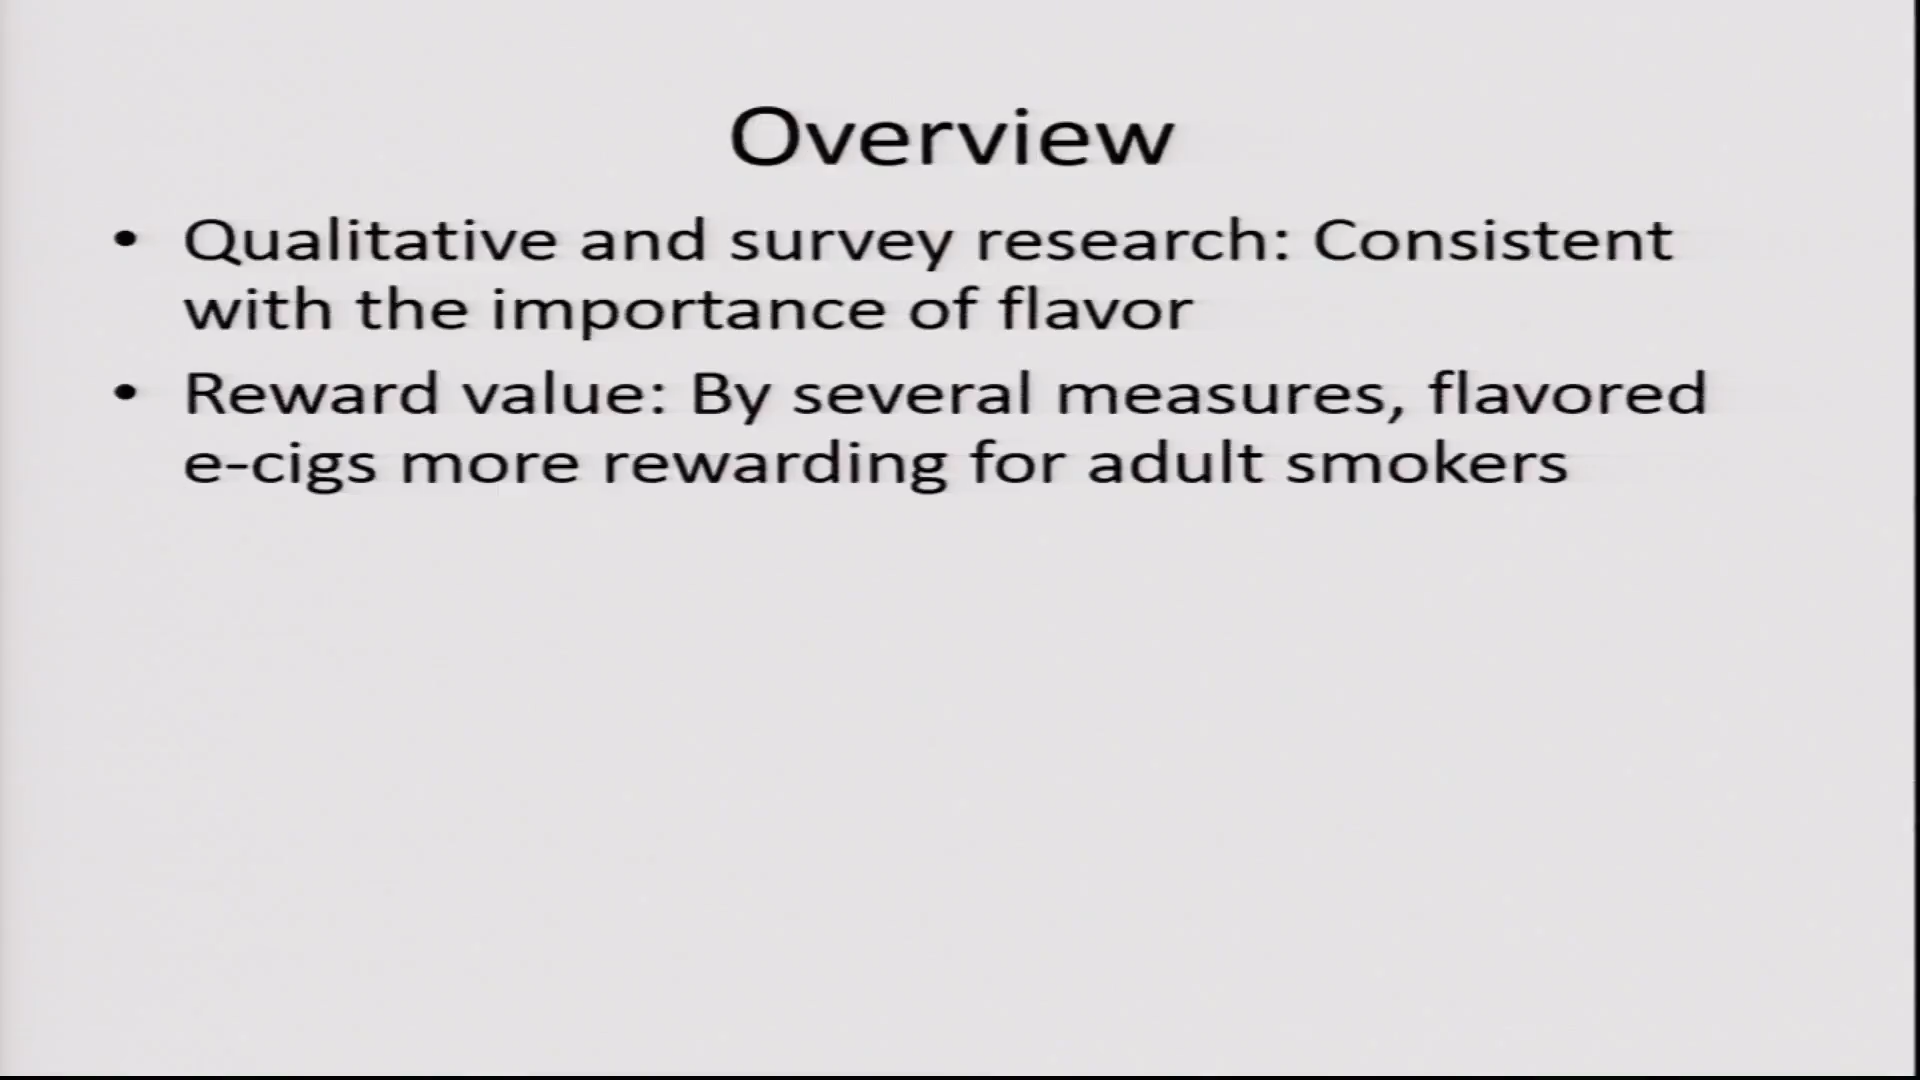 Overview
• Qualitative and survey research: Consistent
with the importance of flavor
• Reward value: By several measures, flavored
e-cigs more rewarding for adult smokers